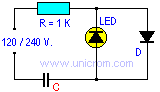 R = 1 K
LED
120 / 240 V.
D
www.unicrom.com
C